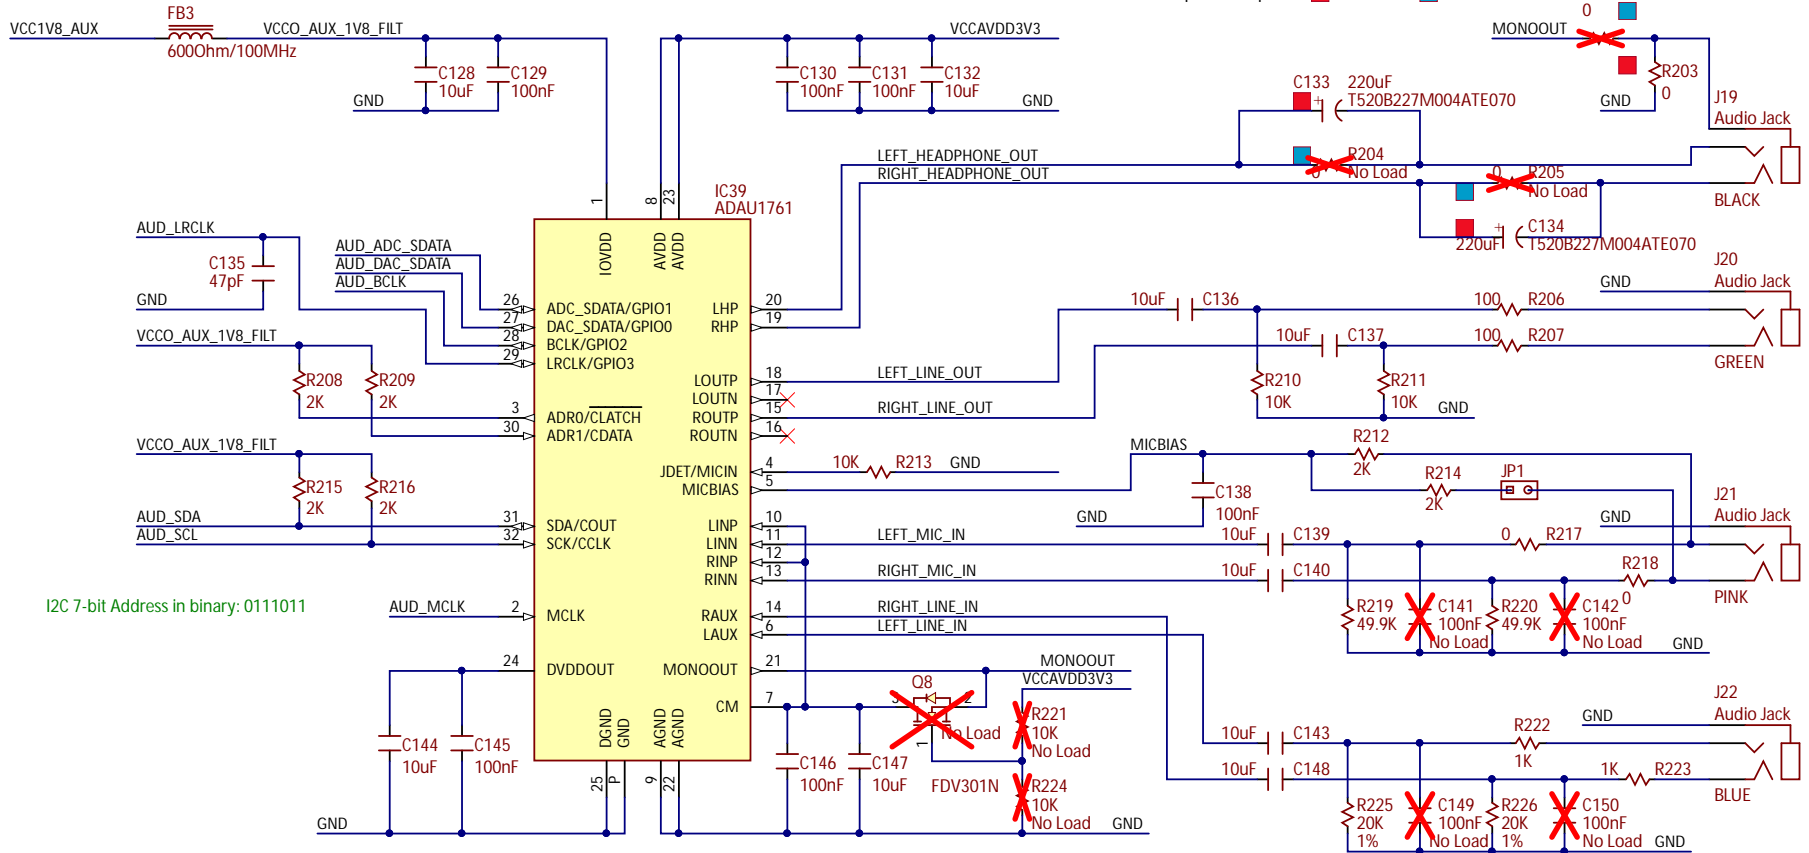 FB3
VCC1V8_AUX
VCCO_AUX_1V8_FILT
600Ohm/100MHz
C128
10uF
C129
100nF
GND
VCCAVDD3V3
C130
100nF
C131
100nF
C132
10uF
GND
0
MONOOUT
R203
0
GND
J19
Audio Jack
BLACK
C133
220uF
+
T520B227M004ATE070
LEFT_HEADPHONE_OUT
RIGHT_HEADPHONE_OUT
R204
0
No Load
0
R205
No Load
220uF
+
C134
T520B227M004ATE070
IC39
ADAU1761
1
8
23
IOVDD
AVDD
AVDD
AUD_LRCLK
C135
47pF
GND
AUD_ADC_SDATA
AUD_DAC_SDATA
AUD_BCLK
26
ADC_SDATA/GPIO1
27
DAC_SDATA/GPIO0
28
BCLK/GPIO2
29
LRCLK/GPIO3
VCCO_AUX_1V8_FILT
R208
2K
R209
2K
3
ADR0/CLATCH
30
ADR1/CDATA
VCCO_AUX_1V8_FILT
R215
2K
R216
2K
AUD_SDA
31
SDA/COUT
AUD_SCL
32
SCK/CCLK
I2C 7-bit Address in binary: 0111011
AUD_MCLK
2
MCLK
24
DVDDOUT
C144
10uF
C145
100nF
GND
DGND
GND
AGND
AGND
25
P
9
22
LHP
20
RHP
19
LOUTP
18
LOUTN
17
ROUTP
15
ROUTN
16
JDET/MICIN
4
MICBIAS
5
LINP
10
LINN
11
RINP
12
RINN
13
RAUX
14
LAUX
6
MONOOUT
21
CM
7
LEFT_LINE_OUT
RIGHT_LINE_OUT
10uF
C136
10uF
C137
R210
10K
R211
10K
GND
100
R206
100
R207
GND
J20
Audio Jack
GREEN
10K
R213
GND
MICBIAS
C138
100nF
GND
R212
2K
R214
2K
JP1
LEFT_MIC_IN
RIGHT_MIC_IN
10uF
C139
10uF
C140
0
R217
R218
0
R219
49.9K
C141
100nF
No Load
R220
49.9K
C142
100nF
No Load
GND
GND
J21
Audio Jack
PINK
RIGHT_LINE_IN
LEFT_LINE_IN
MONOOUT
VCCAVDD3V3
Q8
3
2
1
No Load
FDV301N
R221
10K
No Load
R224
10K
No Load
C146
100nF
C147
10uF
GND
10uF
C143
10uF
C148
R222
1K
1K
R223
R225
20K
1%
C149
100nF
No Load
R226
20K
1%
C150
100nF
No Load
GND
GND
J22
Audio Jack
BLUE